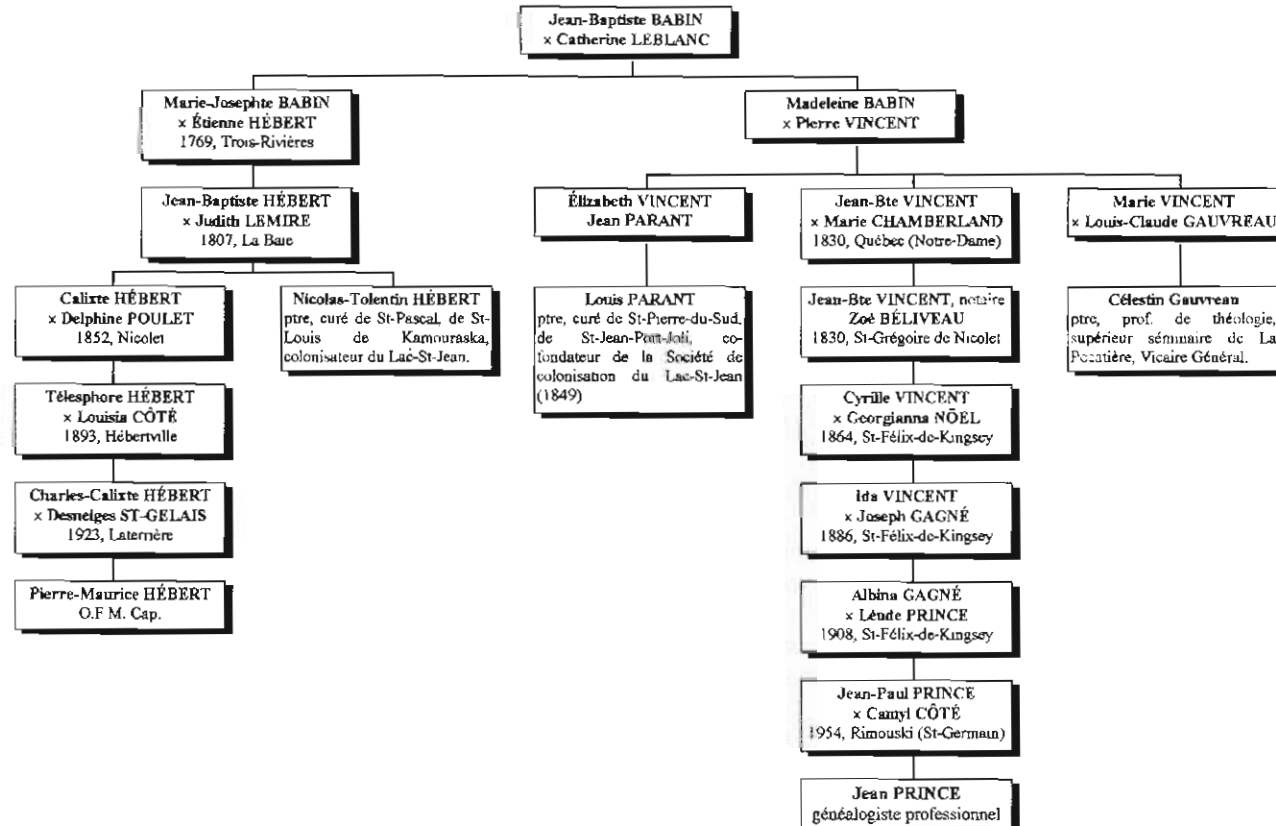 Jean-Baptiste BABIN
× Catherine LEBLANC
Marie-Josephte BABIN
× Étienne HÉBERT
1769, Trois-Rivières
Madeleine BABIN
× Pierre VINCENT
Jean-Baptiste HÉBERT
× Judith LEMIRE
1807, La Baie
Élizabeth VINCENT
Jean PARANT
Jean-Bte VINCENT
× Marie CHAMBERLAND
1830, Québec (Notre-Dame)
Marie VINCENT
× Louis-Claude GAUVREAU
Calixte HÉBERT
× Delphine POULET
1852, Nicolet
Nicolas-Tolentin HÉBERT
ptre, curé de St-Pascal, de St-
Louis de Kamouraska,
colonisateur du Lac-St-Jean.
Louis PARANT
ptre, curé de St-Pierre-du-Sud,
de St-Jean-Port-Joli, co-
fondateur de la Société de
colonisation du Lac-St-Jean
(1849)
Jean-Bte VINCENT, notaire
Zoé BÉLIVEAU
1830, St-Grégoire de Nicolet
Célestin Gauvreau
ptre, prof. de théologie,
supérieur séminaire de La
Pocatière, Vicaire Général.
Télesphore HÉBERT
× Louisia CÔTÉ
1893, Hébertville
Cyrille VINCENT
× Georgianna NÖEL
1864, St-Félix-de-Kingsey
Charles-Calixte HÉBERT
× Desneiges ST-GELAIS
1923, Laterrière
Ida VINCENT
× Joseph GAGNÉ
1886, St-Félix-de-Kingsey
Pierre-Maurice HÉBERT
O.F M. Cap.
Albina GAGNÉ
× Léude PRINCE
1908, St-Félix-de-Kingsey
Jean-Paul PRINCE
× Camyl CÔTÉ
1954, Rimouski (St-Germain)
Jean PRINCE
généalogiste professionnel